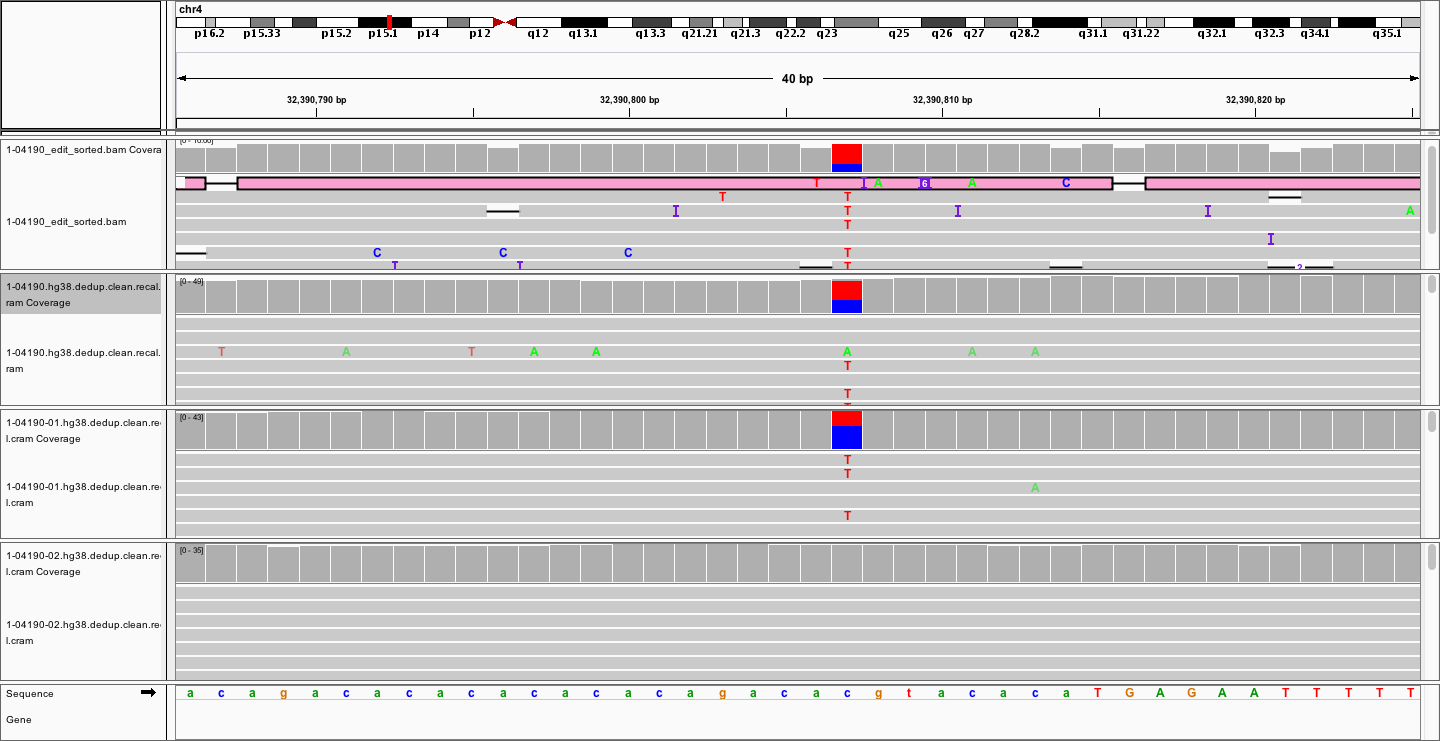 chr4
p16.2 p15.33 p15.2 p15.1 p14 p12 q12 q13.1 q13.3 q21.21 q21.3 q22.2 q23 q25 q26 q27 q28.2 q31.1 q31.22 q32.1 q32.3 q34.1 q35.1
40 bp
32,390,790 bp 32,390,800 bp 32,390,810 bp 32,390,820 bp
1-04190_edit_sorted.bam Covera
T I A G A C
T T
1-04190_edit_sorted.bam
I T I I A
T
I
C C C T
T T T 2
1-04190.hg38.dedup.clean.recal.
ram Coverage
[0 - 49]
1-04190.hg38.dedup.clean.recal.
ram
T A T A A A A A
T
T
1-04190-01.hg38.dedup.clean.re
l.cram Coverage
[0 - 43]
T
T
1-04190-01.hg38.dedup.clean.re
l.cram
A
T
1-04190-02.hg38.dedup.clean.re
l.cram Coverage
[0 - 35]
1-04190-02.hg38.dedup.clean.re
l.cram
Sequence a c a g a c a c a c a c a c a c a g a c a c g t a c a c a T G A G A A T T T T T
Gene